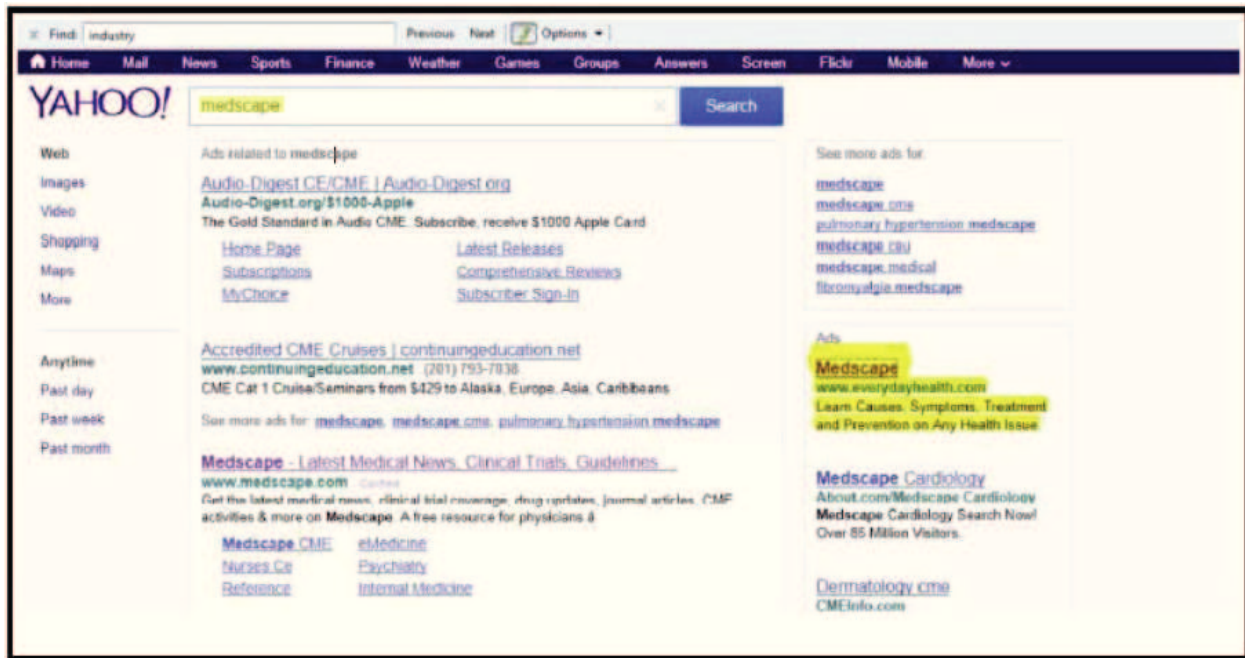 Find: industry Previous Next Options
Home Mail News Sports Finance Weather Games Groups Answers Screen Flickr Mobile More
YAHOO! medscape Search
Web
Images
Video
Shopping
Maps
More
Anytime
Past day
Past week
Past month
Ads related to medscape
Audio-Digest CE/CME | Audio-Digest.org
Audio-Digest.org/$1000-Apple
The Gold Standard in Audio CME. Subscribe, receive $1000 Apple Card
Home Page Latest Releases
Subscriptions Comprehensive Reviews
MyChoice Subscriber Sign-In
Accredited CME Cruises | continuingeducation.net
www.continuingeducation.net (201) 793-7838
CME Cat 1 Cruise/Seminars from $429 to Alaska, Europe, Asia, Caribbeans
See more ads for: medscape, medscape cme, pulmonary hypertension medscape
Medscape - Latest Medical News, Clinical Trials, Guidelines ...
www.medscape.com Cached
Get the latest medical news, clinical trial coverage, drug updates, journal articles, CME
activities & more on Medscape. A free resource for physicians a
Medscape CME eMedicine
Nurses Ce Psychiatry
Reference Internal Medicine
See more ads for:
medscape
medscape cme
pulmonary hypertension medscape
medscape ceu
medscape medical
fibromyalgia medscape
Ads
Medscape
www.everydayhealth.com
Learn Causes, Symptoms, Treatment
and Prevention on Any Health Issue
Medscape Cardiology
About.com/Medscape Cardiology
Medscape Cardiology Search Now!
Over 85 Million Visitors.
Dermatology cme
CMEInfo.com